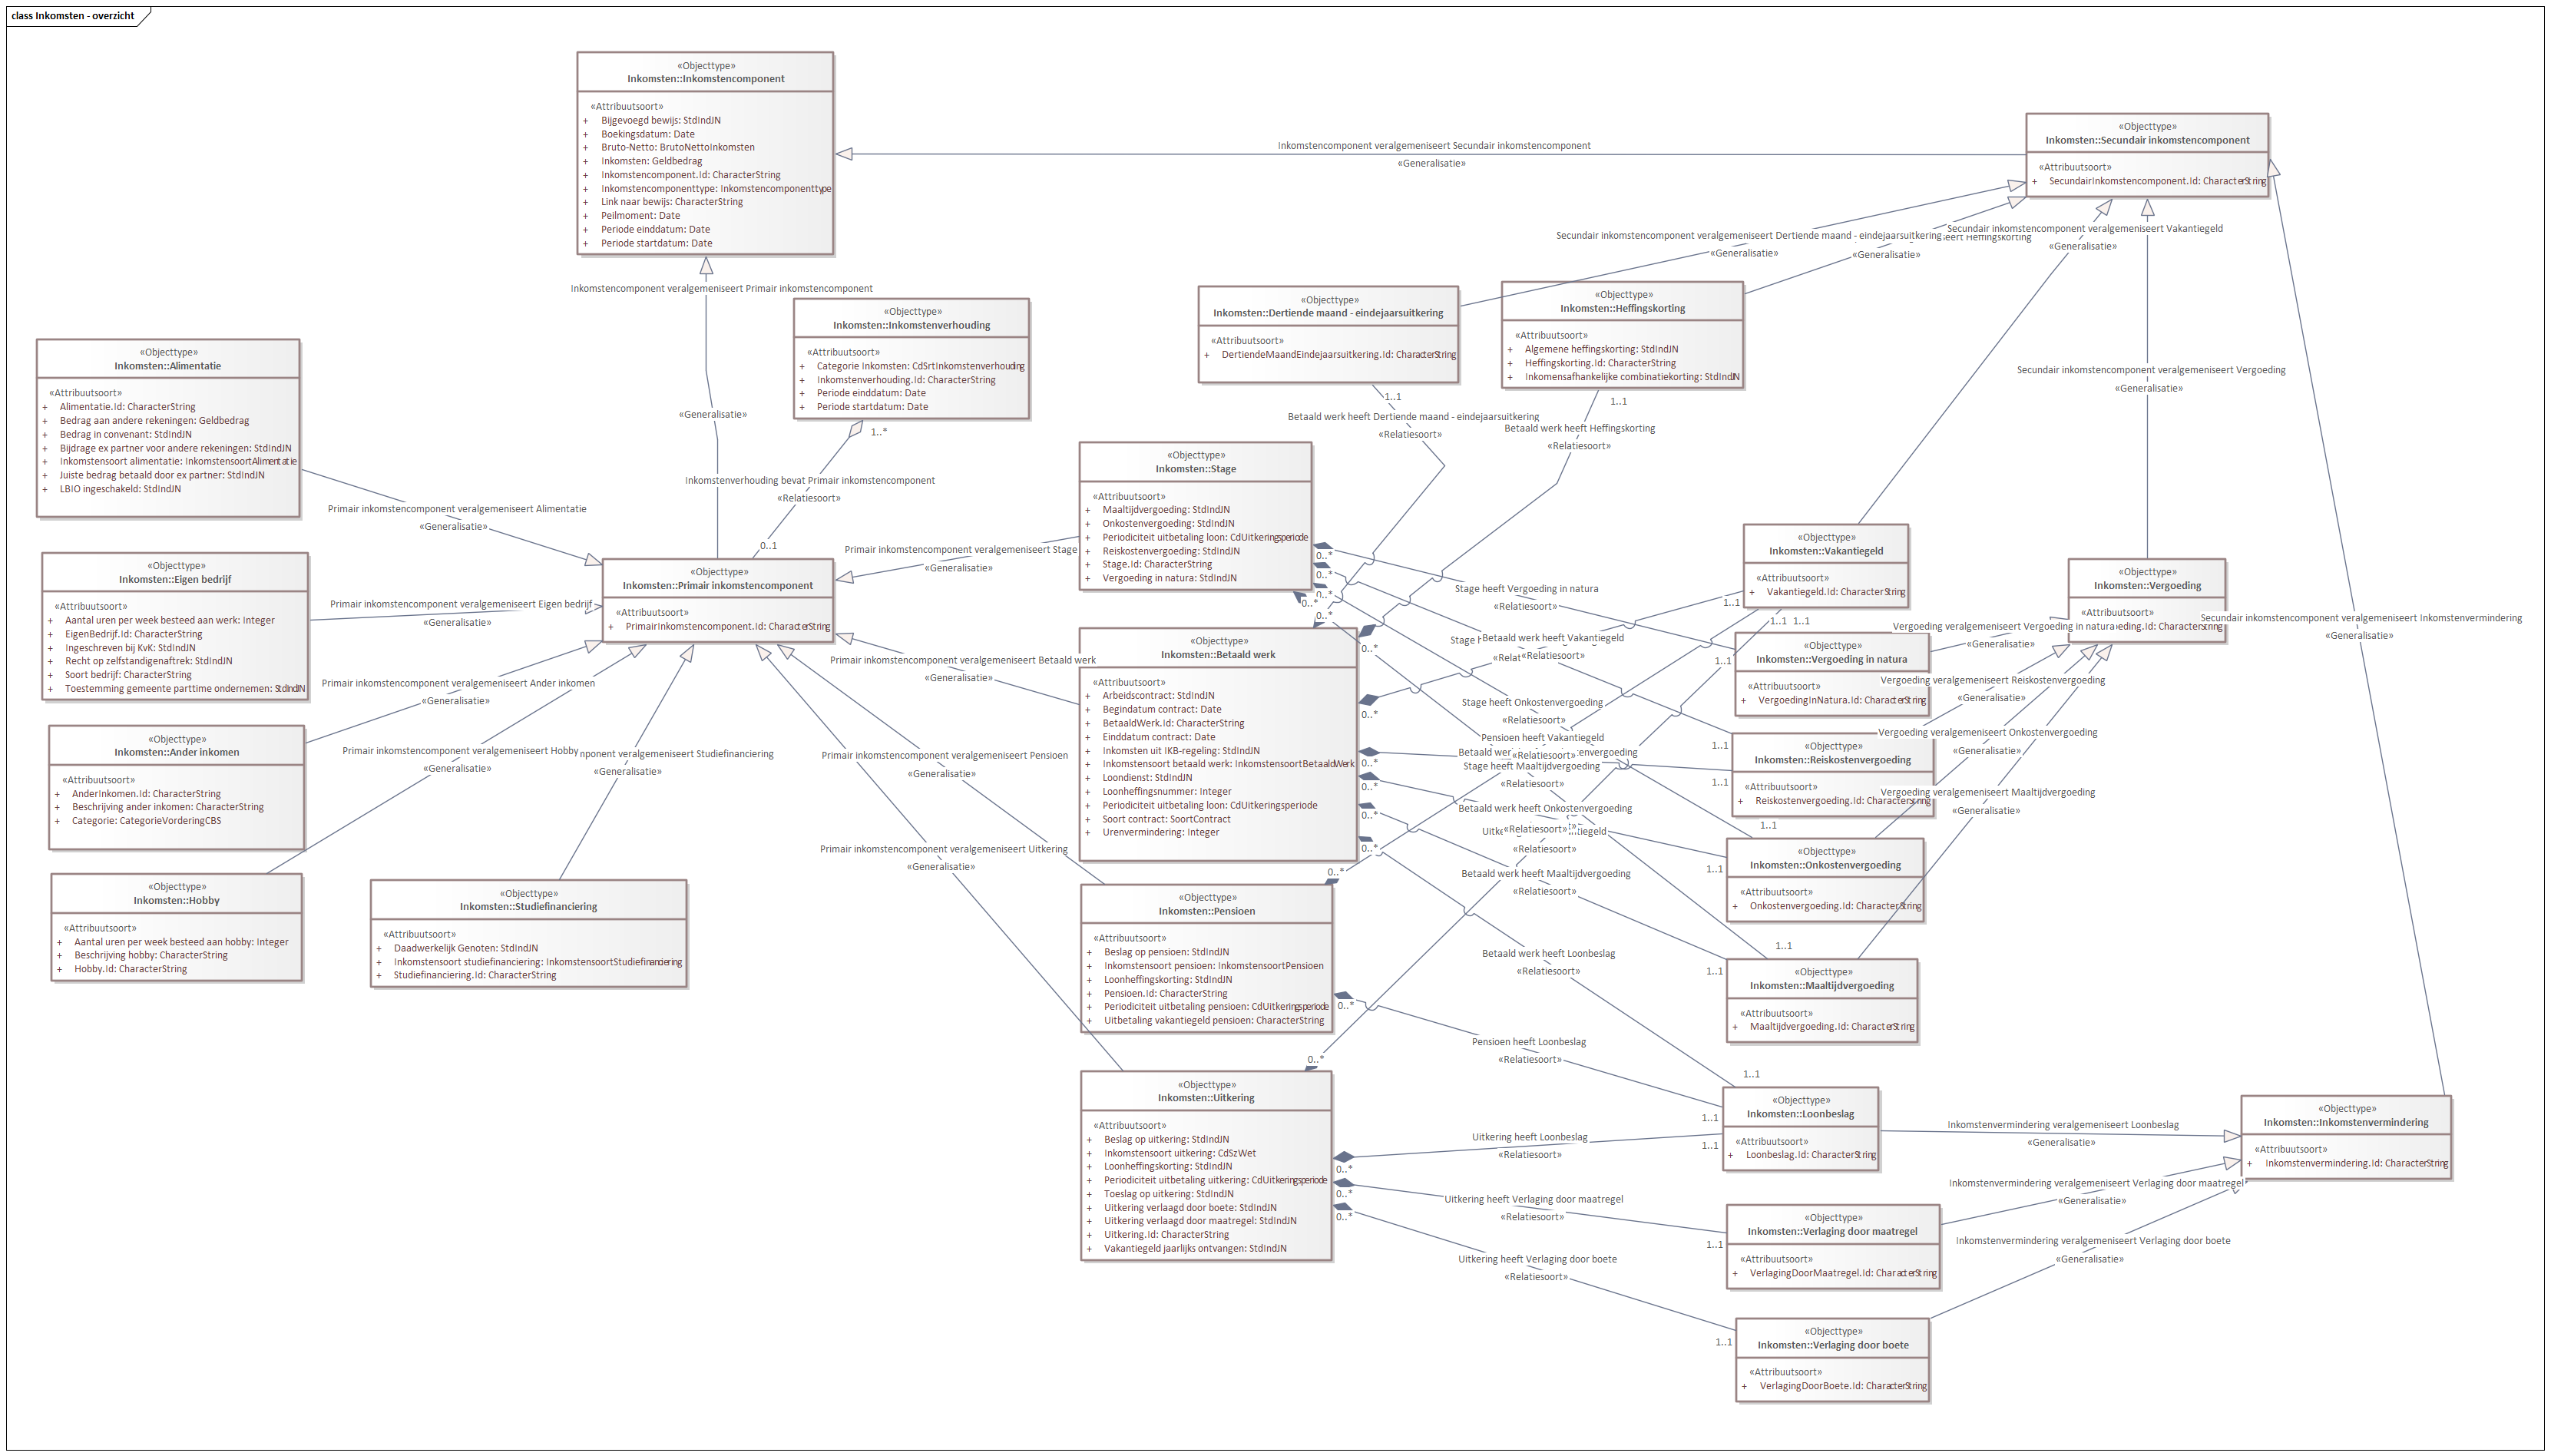 class Inkomsten - overzicht
«Objecttype»
Inkomsten::Inkomstencomponent
«Attribuutsoort»
+ Bijgevoegd bewijs: StdIndJN
+ Boekingsdatum: Date
+ Bruto-Netto: BrutoNettoInkomsten
+ Inkomsten: Geldbedrag
+ Inkomstencomponent.Id: CharacterString
+ Inkomstencomponenttype: Inkomstencomponenttype
+ Link naar bewijs: CharacterString
+ Peilmoment: Date
+ Periode einddatum: Date
+ Periode startdatum: Date
«Objecttype»
Inkomsten::Secundair inkomstencomponent
«Attribuutsoort»
+ SecundairInkomstencomponent.Id: CharacterString
Inkomstencomponent veralgemeniseert Secundair inkomstencomponent
«Generalisatie»
Secundair inkomstencomponent veralgemeniseert Dertiende maand - eindejaarsuitkering
«Generalisatie»
seert Heffingskorting
«Generalisatie»
Secundair inkomstencomponent veralgemeniseert Vakantiegeld
«Generalisatie»
Inkomstencomponent veralgemeniseert Primair inkomstencomponent
«Generalisatie»
«Objecttype»
Inkomsten::Inkomstenverhouding
«Attribuutsoort»
+ Categorie Inkomsten: CdSrtInkomstenverhouding
+ Inkomstenverhouding.Id: CharacterString
+ Periode einddatum: Date
+ Periode startdatum: Date
1..*
Inkomstenverhouding bevat Primair inkomstencomponent
«Relatiesoort»
0..1
«Objecttype»
Inkomsten::Dertiende maand - eindejaarsuitkering
«Attribuutsoort»
+ DertiendeMaandEindejaarsuitkering.Id: CharacterString
1..1
Betaald werk heeft Dertiende maand - eindejaarsuitkering
«Relatiesoort»
0..*
«Objecttype»
Inkomsten::Heffingskorting
«Attribuutsoort»
+ Algemene heffingskorting: StdIndJN
+ Heffingskorting.Id: CharacterString
+ Inkomensafhankelijke combinatiekorting: StdIndJN
1..1
Betaald werk heeft Heffingskorting
«Relatiesoort»
0..*
Secundair inkomstencomponent veralgemeniseert Vergoeding
«Generalisatie»
«Objecttype»
Inkomsten::Alimentatie
«Attribuutsoort»
+ Alimentatie.Id: CharacterString
+ Bedrag aan andere rekeningen: Geldbedrag
+ Bedrag in convenant: StdIndJN
+ Bijdrage ex partner voor andere rekeningen: StdIndJN
+ Inkomstensoort alimentatie: InkomstensoortAlimentatie
+ Juiste bedrag betaald door ex partner: StdIndJN
+ LBIO ingeschakeld: StdIndJN
Primair inkomstencomponent veralgemeniseert Alimentatie
«Generalisatie»
«Objecttype»
Inkomsten::Eigen bedrijf
«Attribuutsoort»
+ Aantal uren per week besteed aan werk: Integer
+ EigenBedrijf.Id: CharacterString
+ Ingeschreven bij KvK: StdIndJN
+ Recht op zelfstandigenaftrek: StdIndJN
+ Soort bedrijf: CharacterString
+ Toestemming gemeente parttime ondernemen: StdIndJN
Primair inkomstencomponent veralgemeniseert Eigen bedrijf
«Generalisatie»
«Objecttype»
Inkomsten::Primair inkomstencomponent
«Attribuutsoort»
+ PrimairInkomstencomponent.Id: CharacterString
«Objecttype»
Inkomsten::Ander inkomen
«Attribuutsoort»
+ AnderInkomen.Id: CharacterString
+ Beschrijving ander inkomen: CharacterString
+ Categorie: CategorieVorderingCBS
Primair inkomstencomponent veralgemeniseert Ander inkomen
«Generalisatie»
«Objecttype»
Inkomsten::Hobby
«Attribuutsoort»
+ Aantal uren per week besteed aan hobby: Integer
+ Beschrijving hobby: CharacterString
+ Hobby.Id: CharacterString
Primair inkomstencomponent veralgemeniseert Hobby
«Generalisatie»
«Objecttype»
Inkomsten::Studiefinanciering
«Attribuutsoort»
+ Daadwerkelijk Genoten: StdIndJN
+ Inkomstensoort studiefinanciering: InkomstensoortStudiefinanciering
+ Studiefinanciering.Id: CharacterString
nponent veralgemeniseert Studiefinanciering
«Generalisatie»
«Objecttype»
Inkomsten::Stage
«Attribuutsoort»
+ Maaltijdvergoeding: StdIndJN
+ Onkostenvergoeding: StdIndJN
+ Periodiciteit uitbetaling loon: CdUitkeringsperiode
+ Reiskostenvergoeding: StdIndJN
+ Stage.Id: CharacterString
+ Vergoeding in natura: StdIndJN
Primair inkomstencomponent veralgemeniseert Stage
«Generalisatie»
0..*
0..*
0..*
0..*
«Objecttype»
Inkomsten::Betaald werk
«Attribuutsoort»
+ Arbeidscontract: StdIndJN
+ Begindatum contract: Date
+ BetaaldWerk.Id: CharacterString
+ Einddatum contract: Date
+ Inkomsten uit IKB-regeling: StdIndJN
+ Inkomstensoort betaald werk: InkomstensoortBetaaldWerk
+ Loondienst: StdIndJN
+ Loonheffingsnummer: Integer
+ Periodiciteit uitbetaling loon: CdUitkeringsperiode
+ Soort contract: SoortContract
+ Urenvermindering: Integer
Primair inkomstencomponent veralgemeniseert Betaald werk
«Generalisatie»
0..*
0..*
0..*
0..*
0..*
«Objecttype»
Inkomsten::Pensioen
«Attribuutsoort»
+ Beslag op pensioen: StdIndJN
+ Inkomstensoort pensioen: InkomstensoortPensioen
+ Loonheffingskorting: StdIndJN
+ Pensioen.Id: CharacterString
+ Periodiciteit uitbetaling pensioen: CdUitkeringsperiode
+ Uitbetaling vakantiegeld pensioen: CharacterString
Primair inkomstencomponent veralgemeniseert Pensioen
«Generalisatie»
0..*
0..*
«Objecttype»
Inkomsten::Uitkering
«Attribuutsoort»
+ Beslag op uitkering: StdIndJN
+ Inkomstensoort uitkering: CdSzWet
+ Loonheffingskorting: StdIndJN
+ Periodiciteit uitbetaling uitkering: CdUitkeringsperiode
+ Toeslag op uitkering: StdIndJN
+ Uitkering verlaagd door boete: StdIndJN
+ Uitkering verlaagd door maatregel: StdIndJN
+ Uitkering.Id: CharacterString
+ Vakantiegeld jaarlijks ontvangen: StdIndJN
Primair inkomstencomponent veralgemeniseert Uitkering
«Generalisatie»
0..*
0..*
0..*
0..*
Stage heeft Vergoeding in natura
«Relatiesoort»
Betaald werk heeft Vakantiegeld
«Relatiesoort»
Stage heeft Onkostenvergoeding
«Relatiesoort»
Pensioen heeft Vakantiegeld
«Relatiesoort»
Stage heeft Maaltijdvergoeding
«Relatiesoort»
Betaald werk heeft Onkostenvergoeding
«Relatiesoort»
«Relatiesoort»
Betaald werk heeft Maaltijdvergoeding
«Relatiesoort»
Betaald werk heeft Loonbeslag
«Relatiesoort»
Pensioen heeft Loonbeslag
«Relatiesoort»
Uitkering heeft Loonbeslag
«Relatiesoort»
Uitkering heeft Verlaging door maatregel
«Relatiesoort»
Uitkering heeft Verlaging door boete
«Relatiesoort»
«Objecttype»
Inkomsten::Vakantiegeld
«Attribuutsoort»
+ Vakantiegeld.Id: CharacterString
1..1
1..1 1..1
«Objecttype»
Inkomsten::Vergoeding
«Attribuutsoort»
eding.Id: CharacterString
Vergoeding veralgemeniseert Vergoeding in natura
«Generalisatie»
Secundair inkomstencomponent veralgemeniseert Inkomstenvermindering
«Generalisatie»
1..1
Inkomsten::Vergoeding in natura
«Attribuutsoort»
+ VergoedingInNatura.Id: CharacterString
Vergoeding veralgemeniseert Reiskostenvergoeding
«Generalisatie»
1..1
1..1
«Objecttype»
Inkomsten::Reiskostenvergoeding
«Attribuutsoort»
+ Reiskostenvergoeding.Id: CharacterString
Vergoeding veralgemeniseert Onkostenvergoeding
«Generalisatie»
Vergoeding veralgemeniseert Maaltijdvergoeding
«Generalisatie»
1..1
1..1
«Objecttype»
Inkomsten::Onkostenvergoeding
«Attribuutsoort»
+ Onkostenvergoeding.Id: CharacterString
1..1
1..1
«Objecttype»
Inkomsten::Maaltijdvergoeding
«Attribuutsoort»
+ Maaltijdvergoeding.Id: CharacterString
1..1
1..1
1..1
«Objecttype»
Inkomsten::Loonbeslag
«Attribuutsoort»
+ Loonbeslag.Id: CharacterString
Inkomstenvermindering veralgemeniseert Loonbeslag
«Generalisatie»
«Objecttype»
Inkomsten::Inkomstenvermindering
«Attribuutsoort»
+ Inkomstenvermindering.Id: CharacterString
Inkomstenvermindering veralgemeniseert Verlaging door maatregel
«Generalisatie»
1..1
«Objecttype»
Inkomsten::Verlaging door maatregel
«Attribuutsoort»
+ VerlagingDoorMaatregel.Id: CharacterString
Inkomstenvermindering veralgemeniseert Verlaging door boete
«Generalisatie»
1..1
«Objecttype»
Inkomsten::Verlaging door boete
«Attribuutsoort»
+ VerlagingDoorBoete.Id: CharacterString